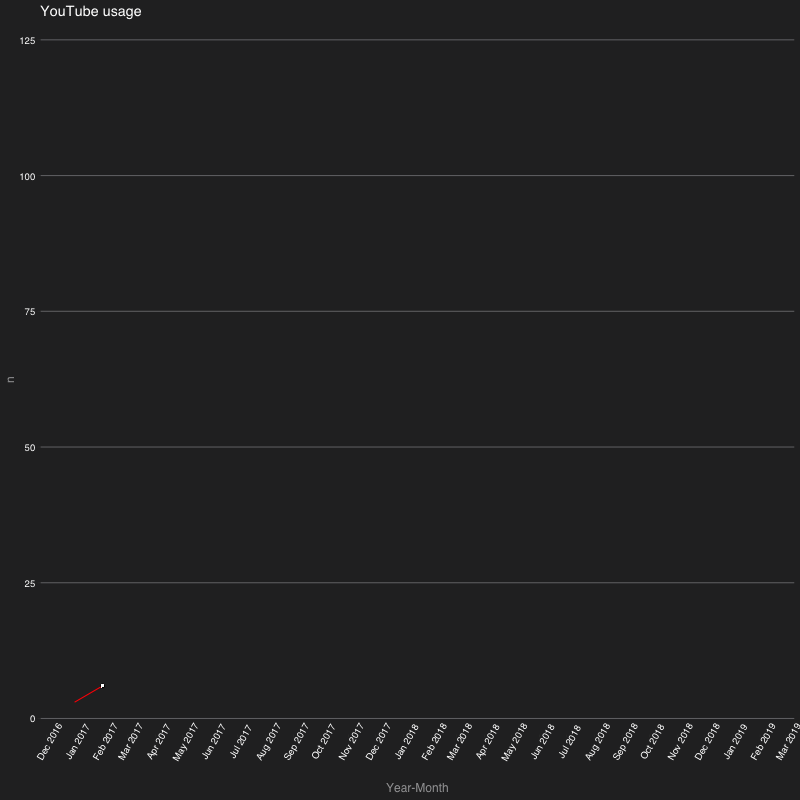 YouTube usage
125
100
75
50
25
0
n
Dec 2016
Jan 2017
Feb 2017
Mar 2017
Apr 2017
May 2017
Jun 2017
Jul 2017
Aug 2017
Sep 2017
Oct 2017
Nov 2017
Dec 2017
Jan 2018
Feb 2018
Mar 2018
Apr 2018
May 2018
Jun 2018
Jul 2018
Aug 2018
Sep 2018
Oct 2018
Nov 2018
Dec 2018
Jan 2019
Feb 2019
Mar 2019
Year-Month